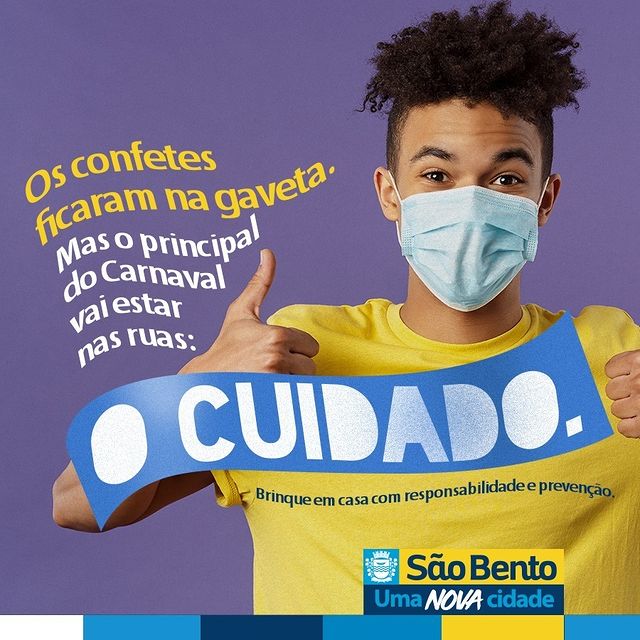 Os confetes
ficaram na gaveta.
Mas o principal
do Carnaval
vai estar
nas ruas:
O CUIDADO.
Brinque em casa com responsabilidade e prevenção.
São Bento
Uma NOVA cidade